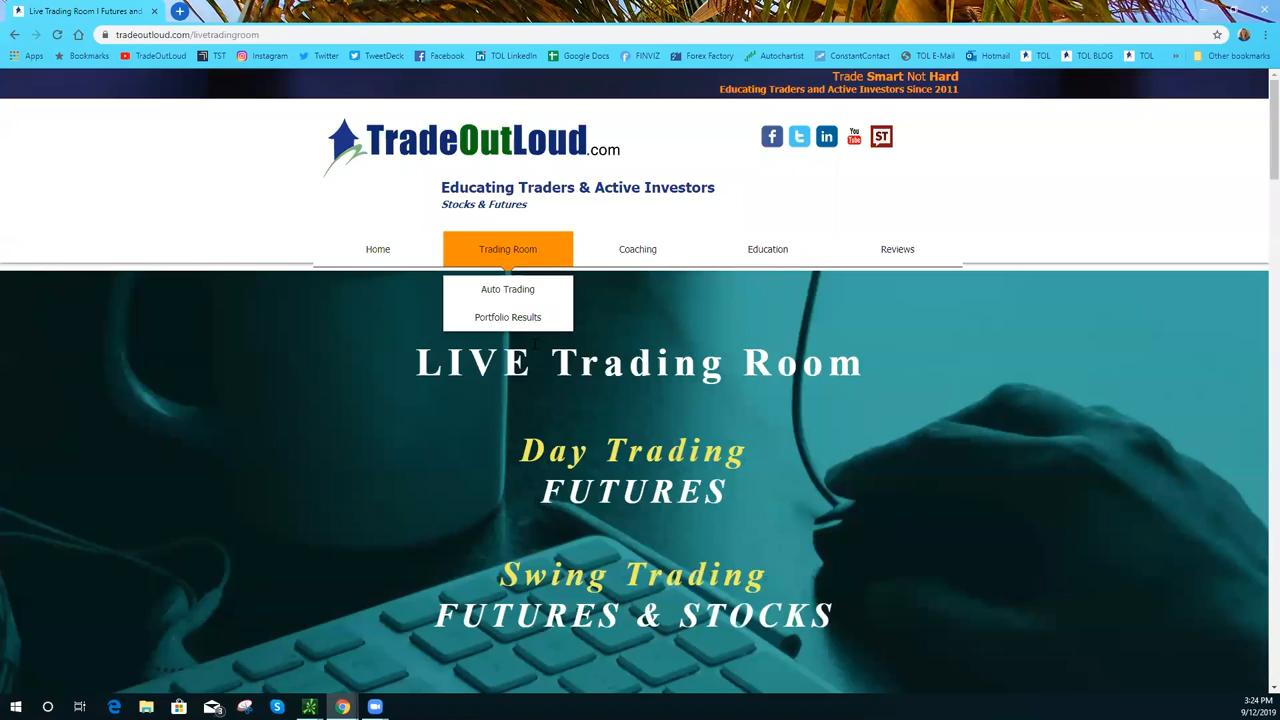 Live Trading Room I Futures and
tradeoutloud.com/livetradingroom
Apps Bookmarks TradeOutLoud TST Instagram Twitter TweetDeck Facebook TOL LinkedIn Google Docs FINVIZ Forex Factory Autochartist ConstantContact TOL E-Mail Hotmail TOL TOL BLOG TOL » Other bookmarks
Trade Smart Not Hard
Educating Traders and Active Investors Since 2011
TradeOutLoud.com
f in You Tube ST
Educating Traders & Active Investors
Stocks & Futures
Home Trading Room Coaching Education Reviews
Auto Trading
Portfolio Results
LIVE Trading Room
Day Trading
FUTURES
Swing Trading
FUTURES & STOCKS
3:24 PM
9/12/2019